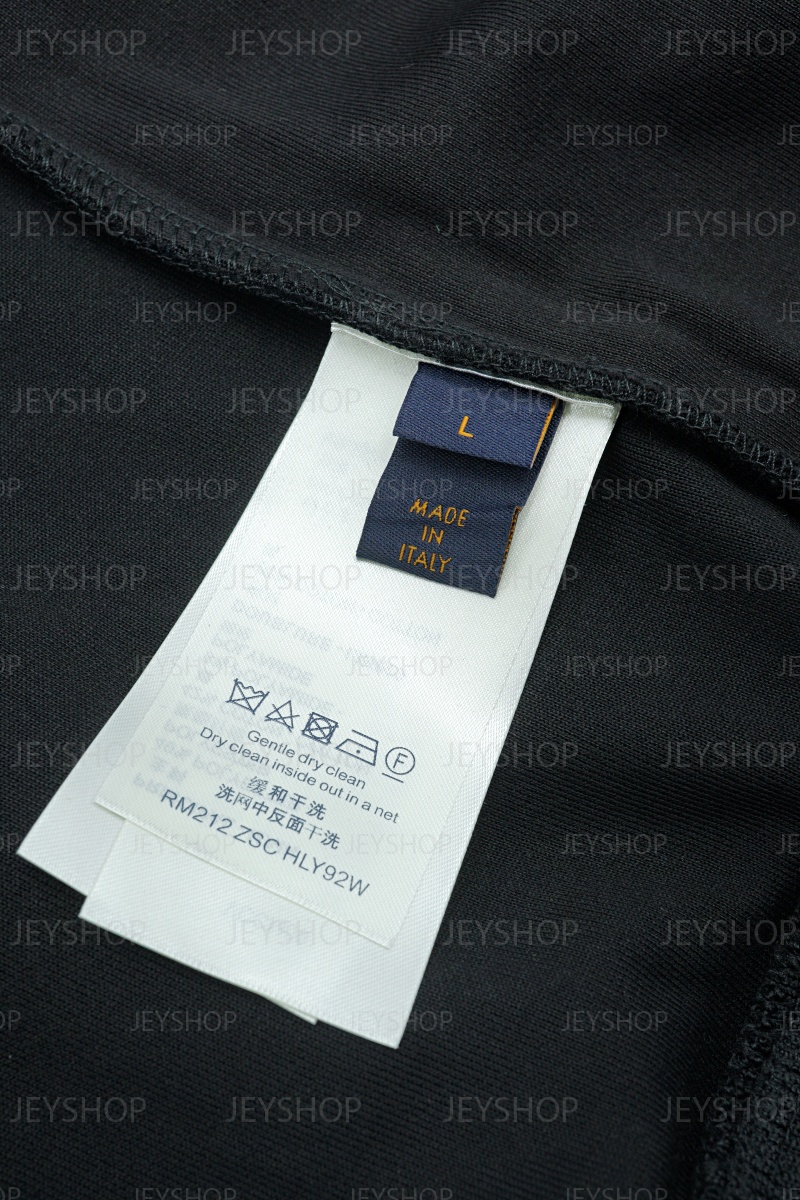 JEYSHOP
L
MADE
IN
ITALY
Gentle dry clean
Dry clean inside out in a net
缓和干洗
洗网中反面干洗
RM212 ZSC HLY92W